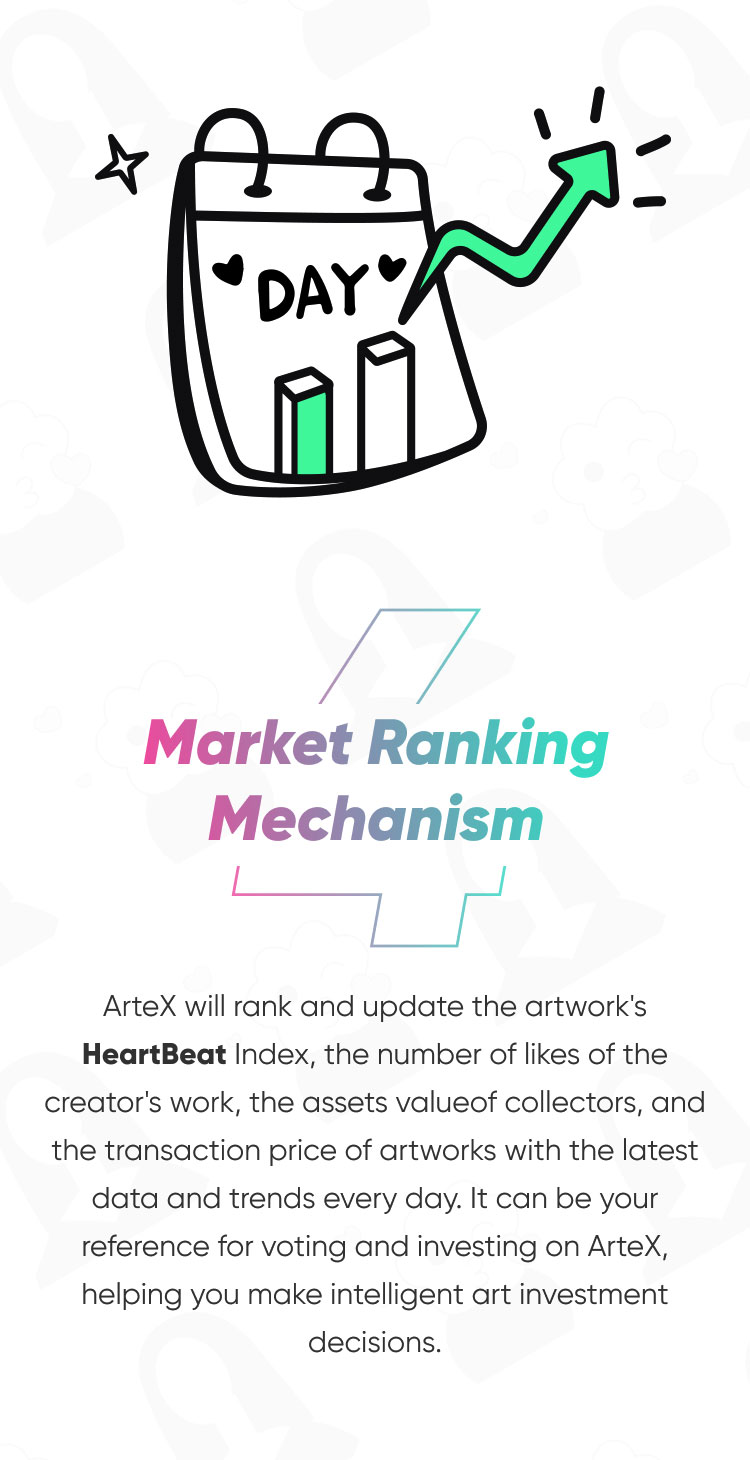 DAY
Market Ranking
Mechanism
ArteX will rank and update the artwork's
HeartBeat Index, the number of likes of the
creator's work, the assets valueof collectors, and
the transaction price of artworks with the latest
data and trends every day. It can be your
reference for voting and investing on ArteX,
helping you make intelligent art investment
decisions.